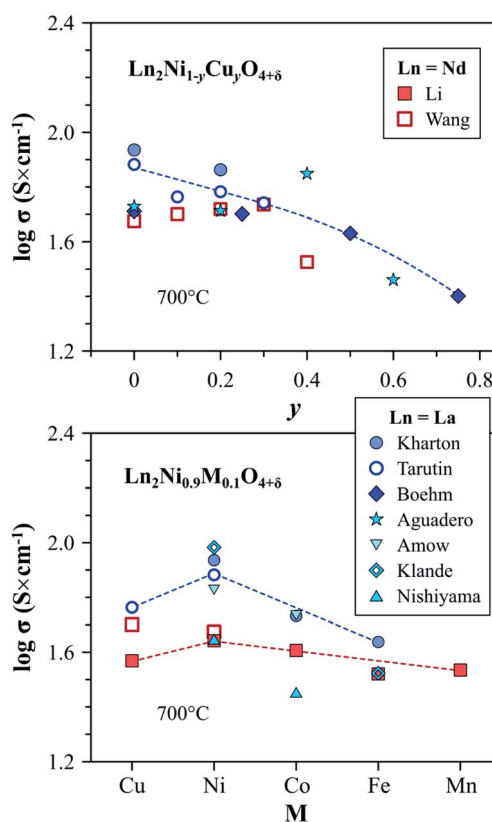 2.4
2.0
1.6
1.2
log σ (S×cm⁻¹)
Ln₂Ni₁₋yCuyO₄₊δ
Ln = Nd
Li
Wang
700°C
0
0.2
0.4
0.6
0.8
y
Ln = La
Kharton
Tarutin
Boehm
Aguadero
Amow
Klande
Nishiyama
2.4
2.0
1.6
1.2
log σ (S×cm⁻¹)
Ln₂Ni₀.₉M₀.₁O₄₊δ
700°C
Cu
Ni
Co
Fe
Mn
M